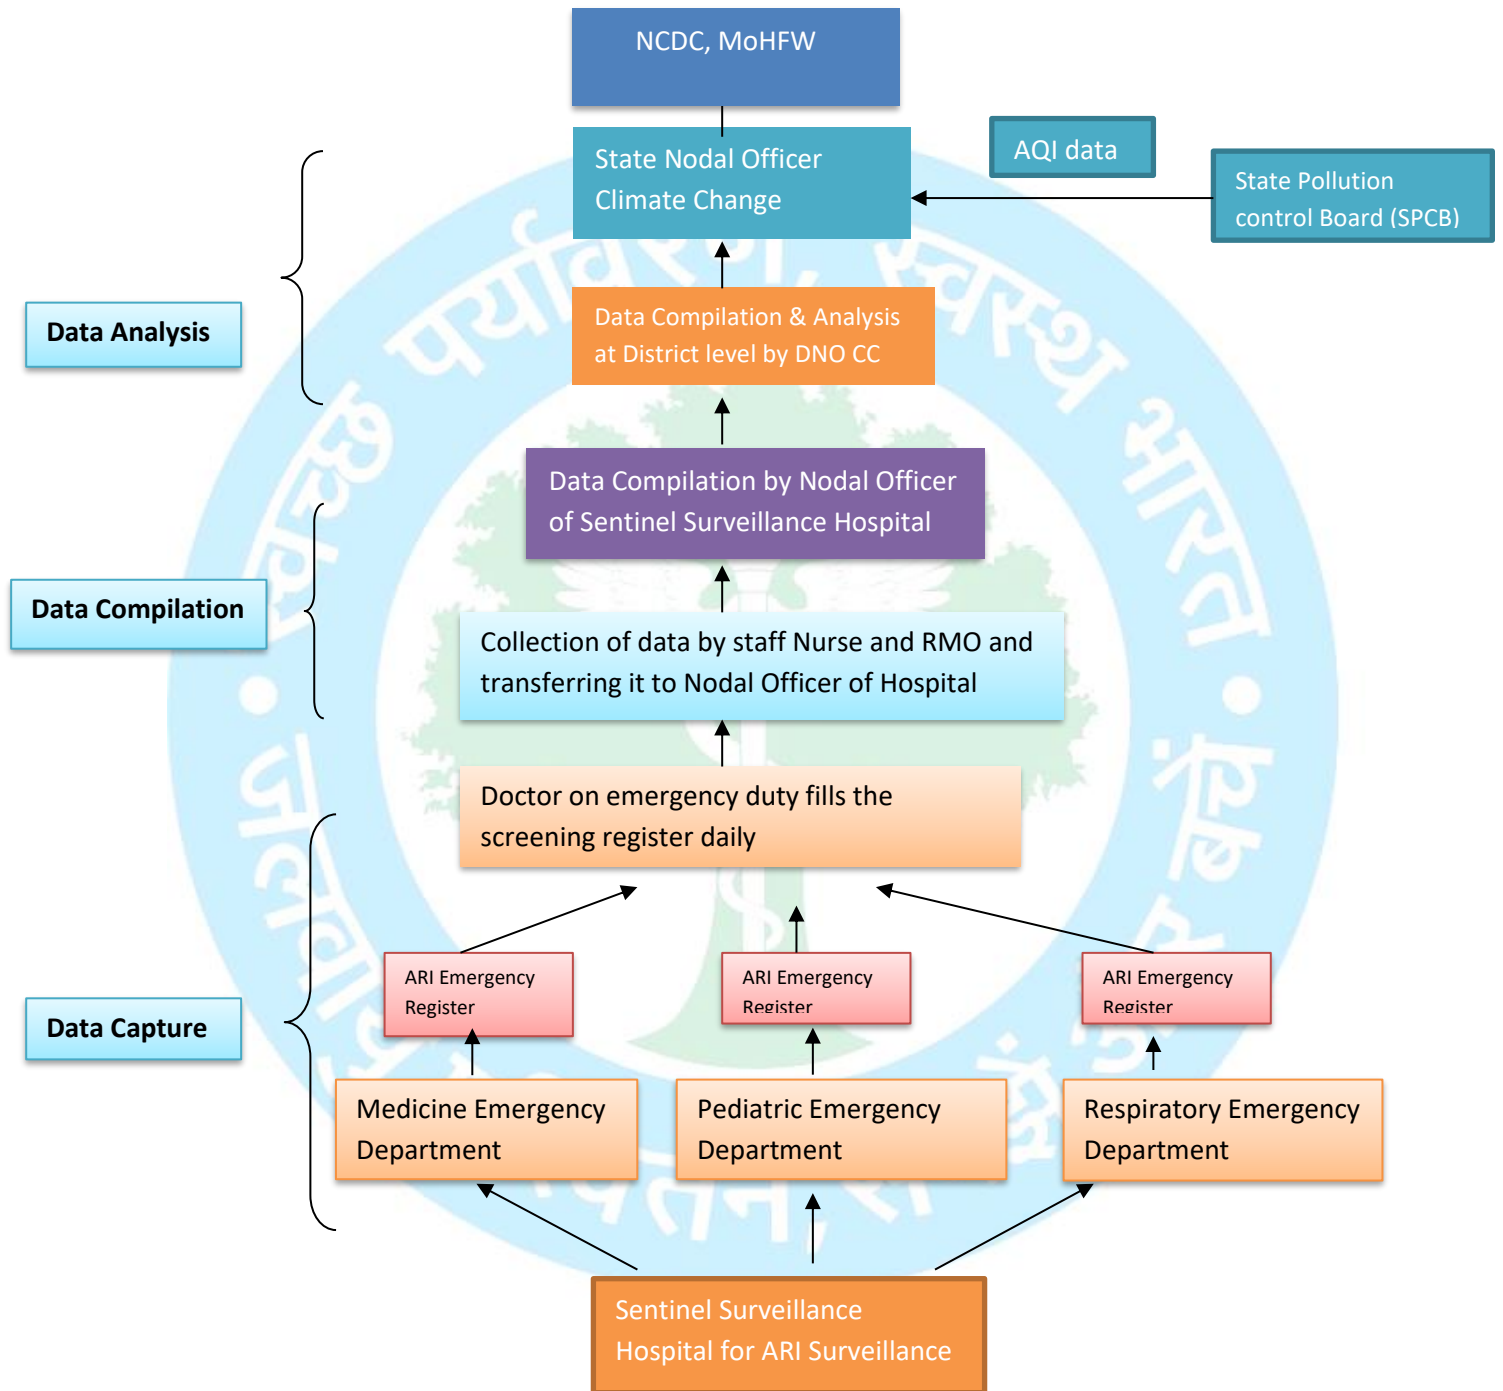 NCDC, MoHFW
State Nodal Officer
Climate Change
AQI data
State Pollution
control Board (SPCB)
Data Analysis
Data Compilation & Analysis
at District level by DNO CC
Data Compilation by Nodal Officer
of Sentinel Surveillance Hospital
Data Compilation
Collection of data by staff Nurse and RMO and
transferring it to Nodal Officer of Hospital
Doctor on emergency duty fills the
screening register daily
ARI Emergency
Register
ARI Emergency
Register
ARI Emergency
Register
Data Capture
Medicine Emergency
Department
Pediatric Emergency
Department
Respiratory Emergency
Department
Sentinel Surveillance
Hospital for ARI Surveillance
स्वस्थ भारत